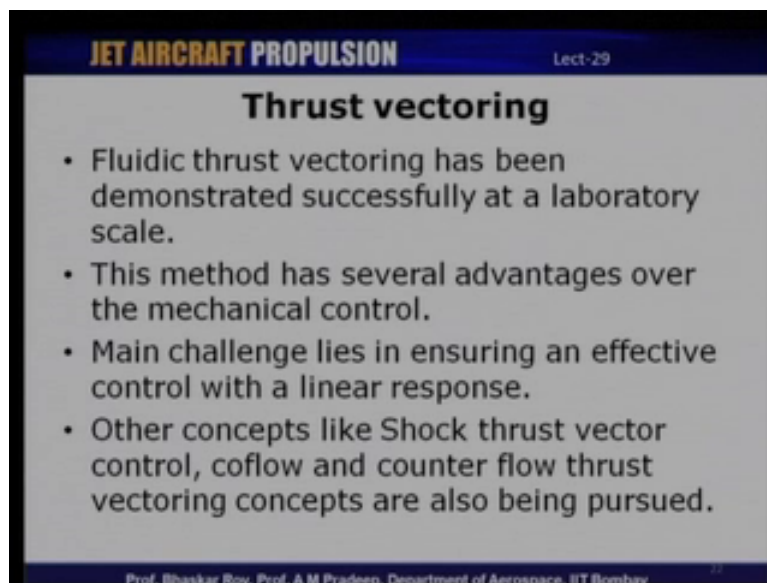 JET AIRCRAFT PROPULSION Lect-29
Thrust vectoring
• Fluidic thrust vectoring has been
demonstrated successfully at a laboratory
scale.
• This method has several advantages over
the mechanical control.
• Main challenge lies in ensuring an effective
control with a linear response.
• Other concepts like Shock thrust vector
control, coflow and counter flow thrust
vectoring concepts are also being pursued.
Prof. Bhaskar Roy, Prof. A M Pradeep, Department of Aerospace, IIT Bombay